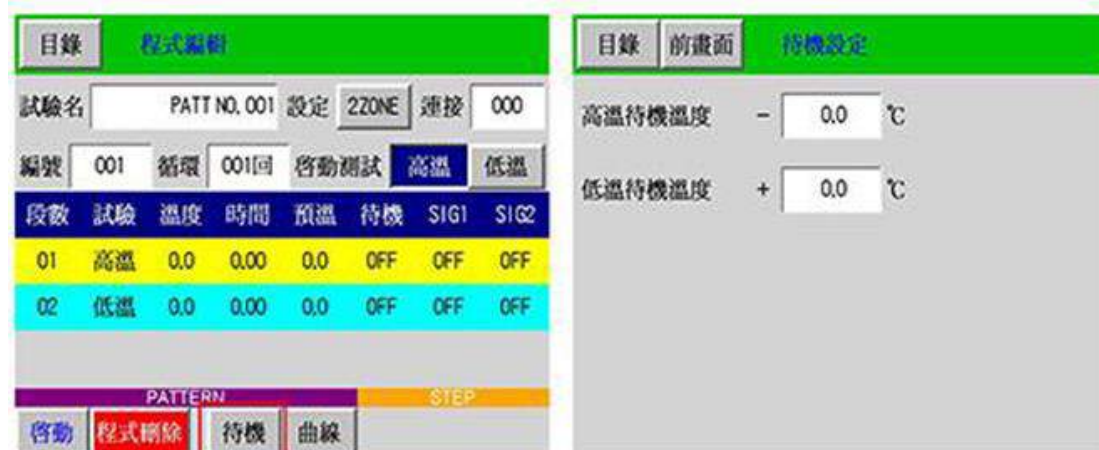 目錄 程式編輯
試驗名 PATT NO. 001 設定 2ZONE 連接 000
編號 001 循環 001回 啓動測試 高溫 低溫
段數 試驗 溫度 時間 預溫 待機 SIG1 SIG2
01 高溫 0.0 0.00 0.0 OFF OFF OFF
02 低溫 0.0 0.00 0.0 OFF OFF OFF
PATTERN STEP
啓動 程式刪除 待機 曲線
目錄 前畫面 待機設定
高溫待機溫度 - 0.0 ℃
低溫待機溫度 + 0.0 ℃